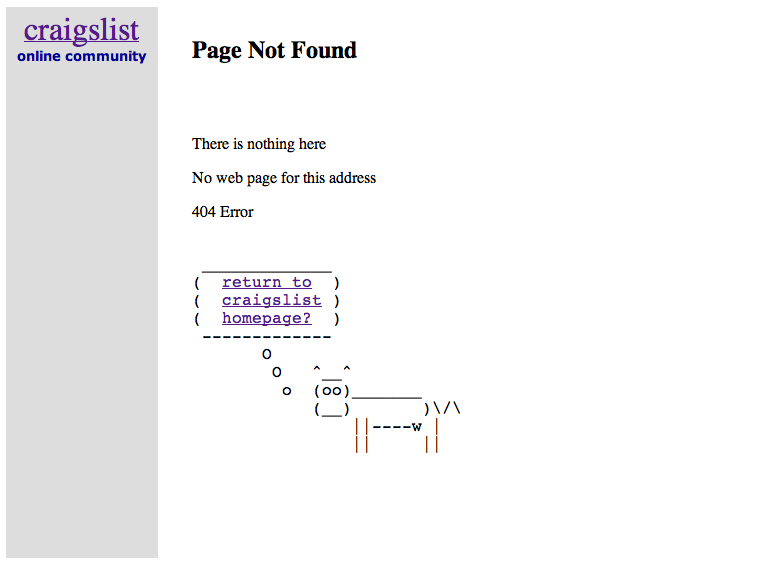 craigslist
online community
Page Not Found
There is nothing here
No web page for this address
404 Error
 _____________
(  return to  )
(  craigslist )
(  homepage?  )
 -------------
       O
        O   ^__^
         o  (oo)_______
            (__)       )\/\
                ||----w |
                ||     ||